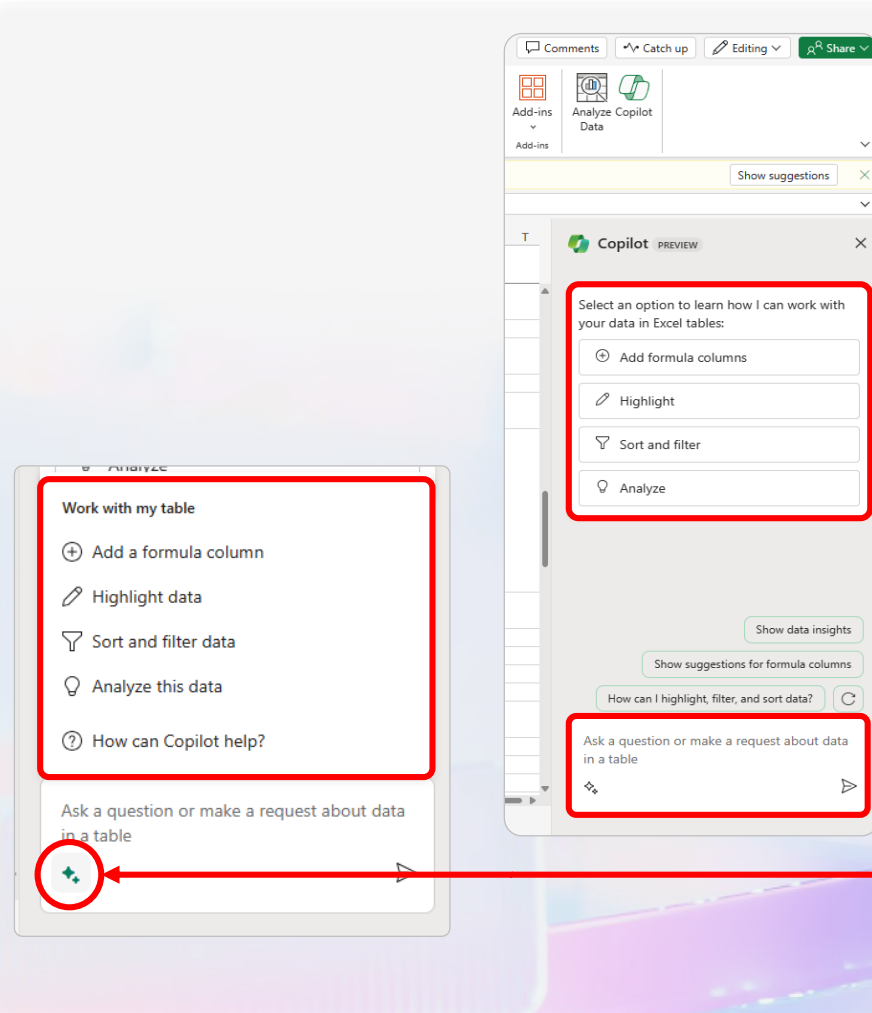 Comments Catch up Editing Share
Add-ins
Analyze Data
Copilot
Add-ins
Show suggestions
T
Copilot PREVIEW
Select an option to learn how I can work with
your data in Excel tables:
Add formula columns
Highlight
Sort and filter
Analyze
Show data insights
Show suggestions for formula columns
How can I highlight, filter, and sort data?
Ask a question or make a request about data
in a table
Analyze
Work with my table
Add a formula column
Highlight data
Sort and filter data
Analyze this data
How can Copilot help?
Ask a question or make a request about data
in a table